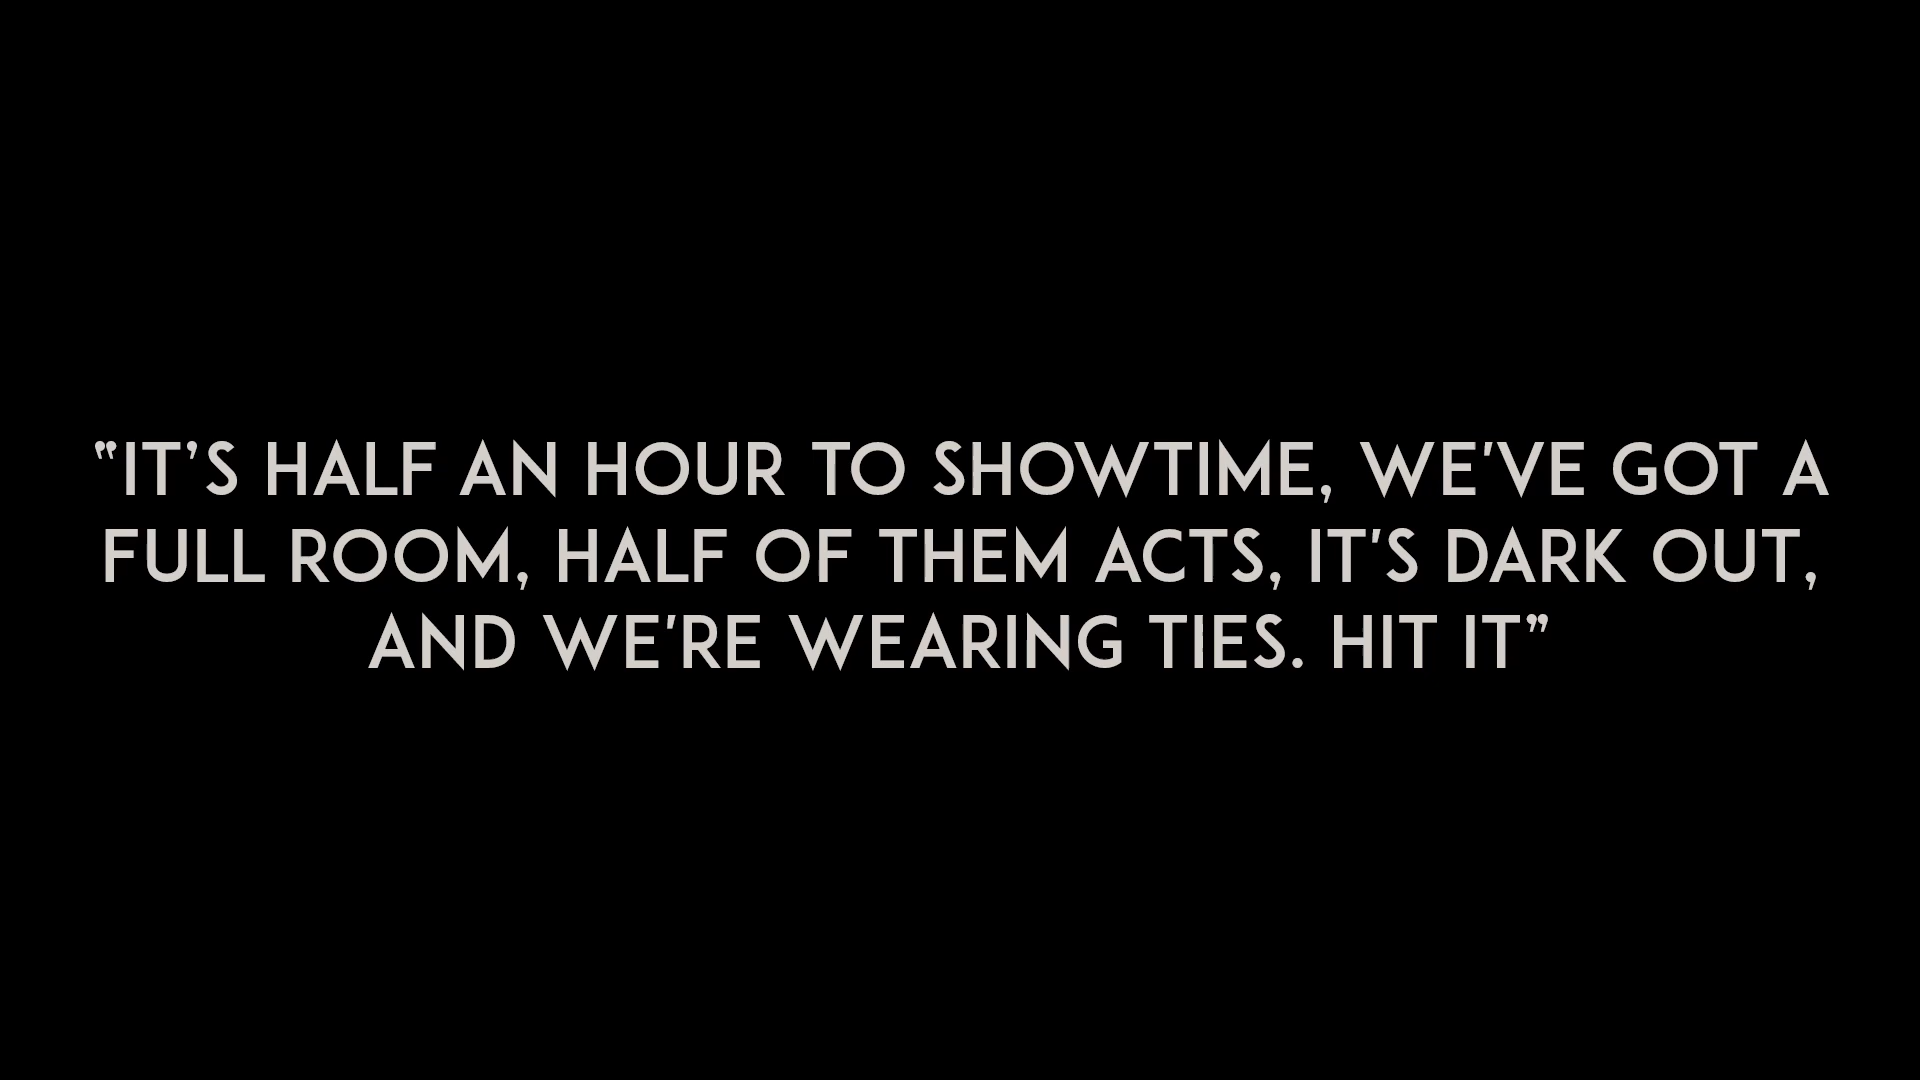 “IT’S HALF AN HOUR TO SHOWTIME, WE'VE GOT A
FULL ROOM, HALF OF THEM ACTS, IT'S DARK OUT,
AND WE'RE WEARING TIES. HIT IT”